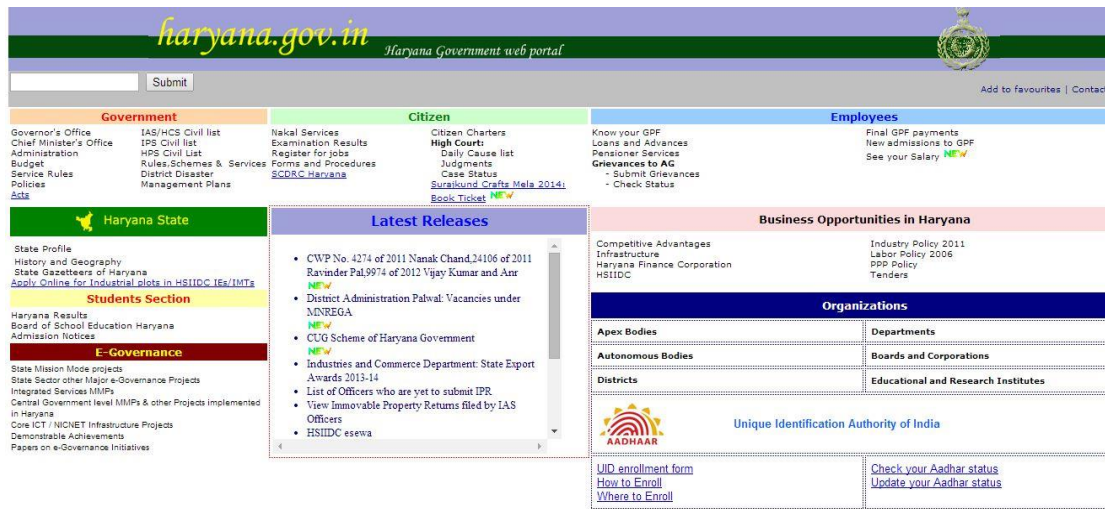 haryana.gov.in
Haryana Government web portal
Submit
Add to favourites | Contact
Government
Governor's Office
Chief Minister's Office
Administration
Budget
Service Rules
Policies
Acts
IAS/HCS Civil list
IPS Civil list
HPS Civil List
Rules,Schemes & Services
District Disaster
Management Plans
Citizen
Nakal Services
Examination Results
Register for jobs
Forms and Procedures
SCDRC Haryana
Citizen Charters
High Court:
Daily Cause list
Judgments
Case Status
Surajkund Crafts Mela 2014:
Book Ticket NEW
Employees
Know your GPF
Loans and Advances
Pensioner Services
Grievances to AG
- Submit Grievances
- Check Status
Final GPF payments
New admissions to GPF
See your Salary NEW
Haryana State
State Profile
History and Geography
State Gazetteers of Haryana
Apply Online for Industrial plots in HSIIDC IEs/IMTs
Students Section
Haryana Results
Board of School Education Haryana
Admission Notices
E-Governance
State Mission Mode projects
State Sector other Major e-Governance Projects
Integrated Services MMPs
Central Government level MMPs & other Projects implemented
in Haryana
Core ICT / NICNET Infrastructure Projects
Demonstrable Achievements
Papers on e-Governance Initiatives
Latest Releases
• CWP No. 4274 of 2011 Nanak Chand,24106 of 2011
Ravinder Pal,9974 of 2012 Vijay Kumar and Anr
NEW
• District Administration Palwal: Vacancies under
MNREGA
NEW
• CUG Scheme of Haryana Government
NEW
• Industries and Commerce Department: State Export
Awards 2013-14
• List of Officers who are yet to submit IPR
• View Immovable Property Returns filed by IAS
Officers
• HSIIDC esewa
Business Opportunities in Haryana
Competitive Advantages
Infrastructure
Haryana Finance Corporation
HSIIDC
Industry Policy 2011
Labor Policy 2006
PPP Policy
Tenders
Organizations
Apex Bodies
Departments
Autonomous Bodies
Boards and Corporations
Districts
Educational and Research Institutes
AADHAAR
Unique Identification Authority of India
UID enrollment form
How to Enroll
Where to Enroll
Check your Aadhar status
Update your Aadhar status